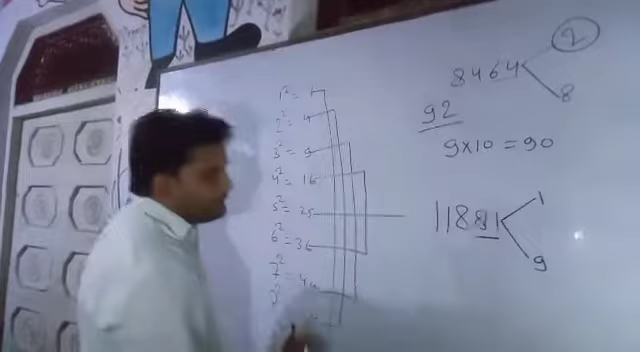 1² = 1
2² = 4
3² = 9
4² = 16
5² = 25
6² = 36
7² = 49
8464
2
8
92
9×10 = 90
11881
1
9